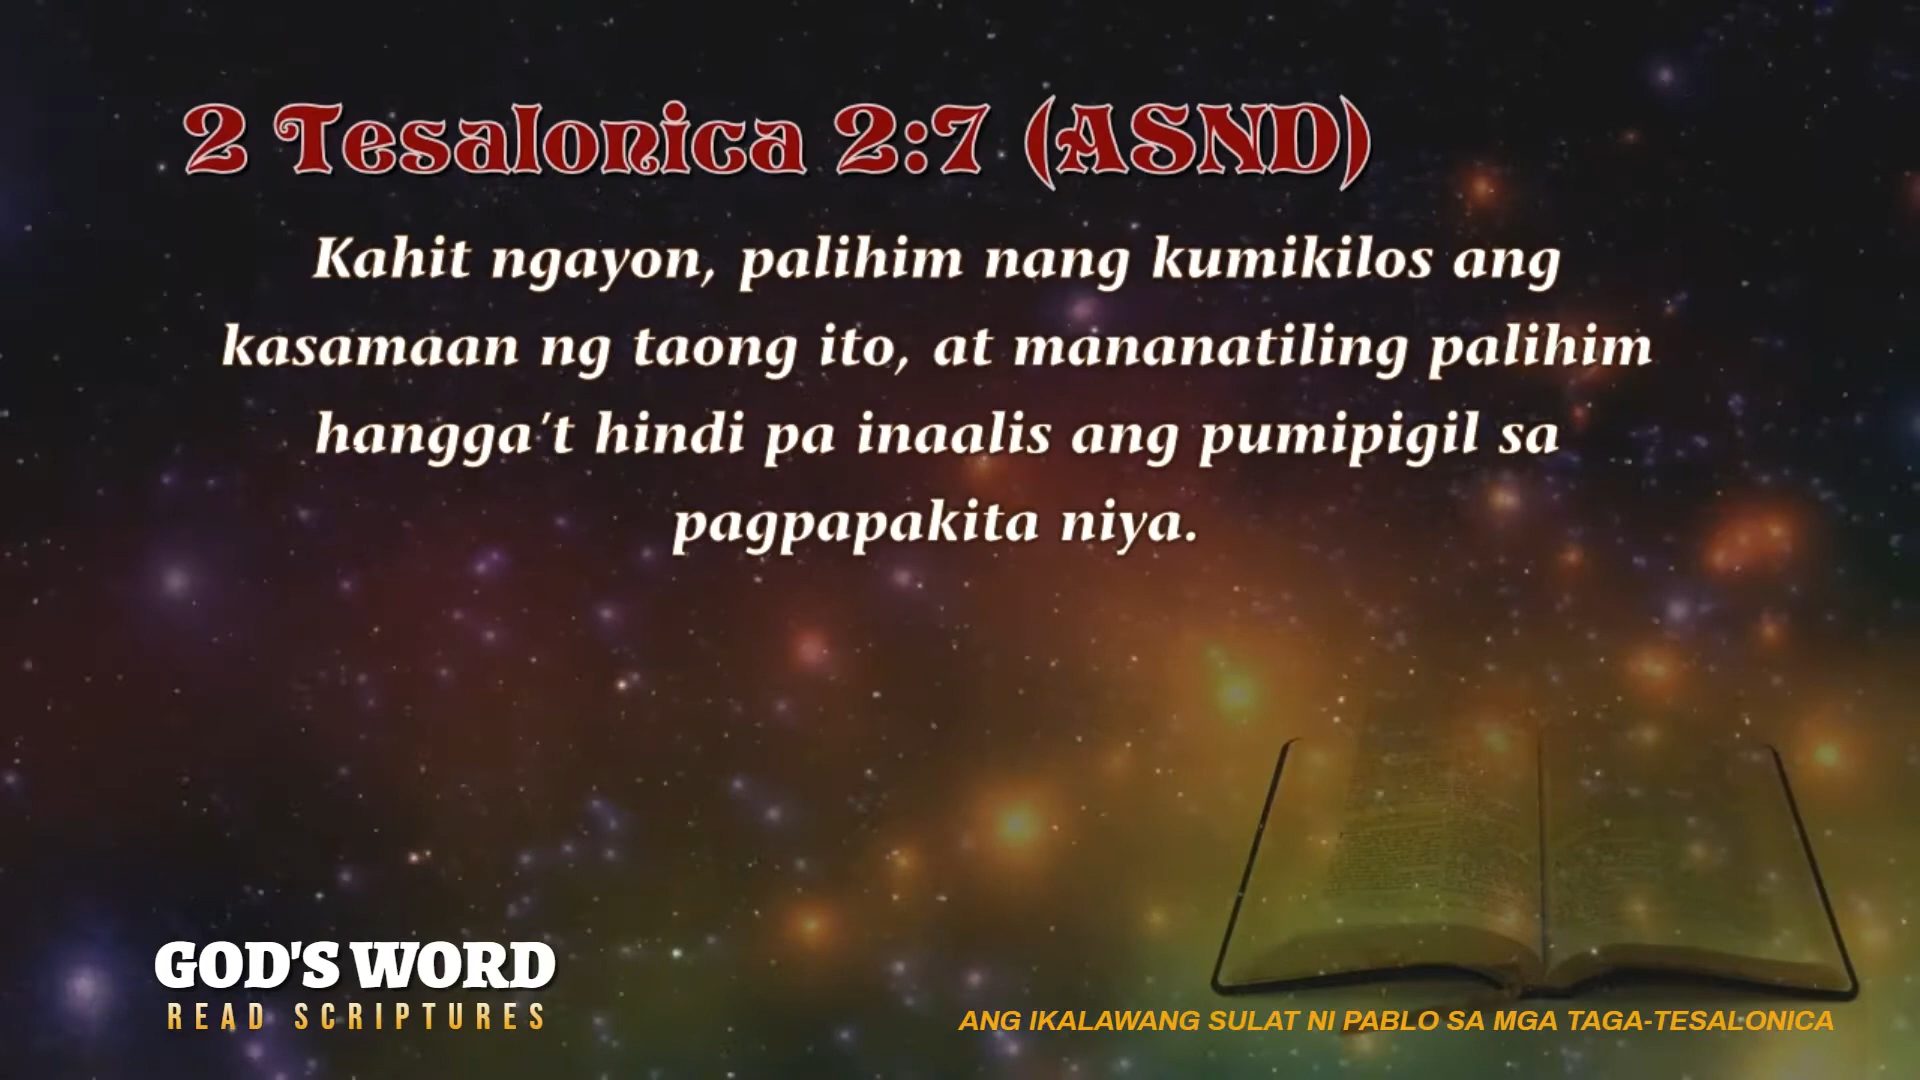 2 Tesalonica 2:7 (ASND)
Kahit ngayon, palihim nang kumikilos ang
kasamaan ng taong ito, at mananatiling palihim
hangga't hindi pa inaalis ang pumipigil sa
pagpapakita niya.
GOD'S WORD
READ SCRIPTURES
ANG IKALAWANG SULAT NI PABLO SA MGA TAGA-TESALONICA